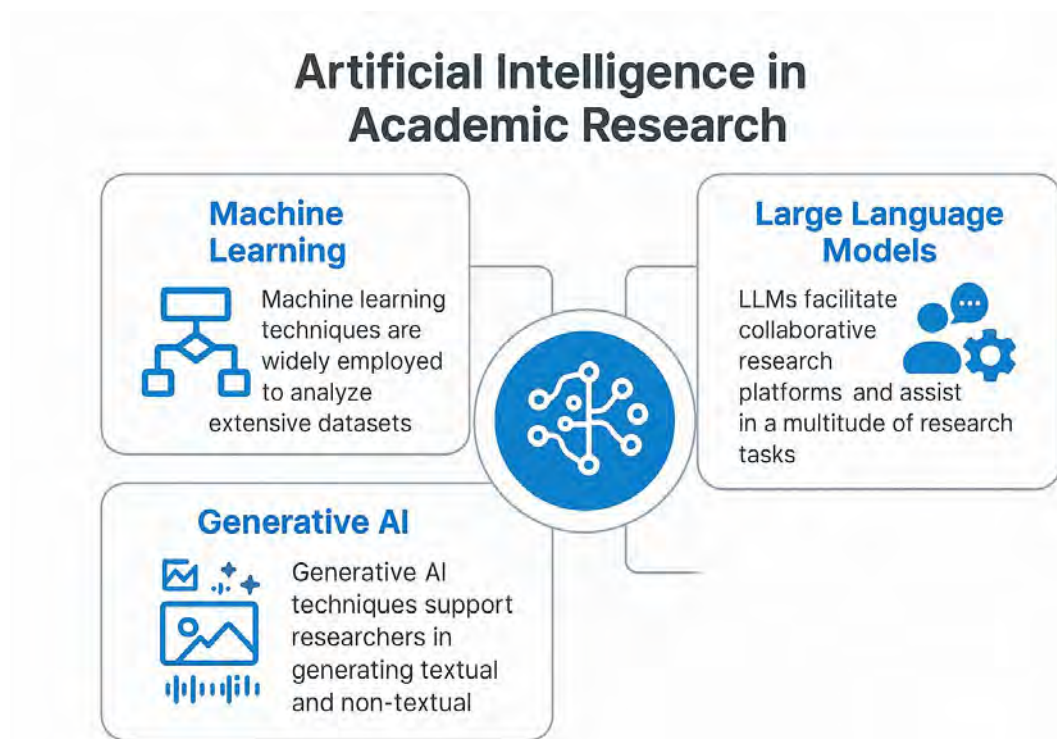 Artificial Intelligence in
Academic Research
Machine
Learning
Machine learning
techniques are
widely employed
to analyze
extensive datasets
Large Language
Models
LLMs facilitate
collaborative
research
platforms and assist
in a multitude of research
tasks
Generative AI
Generative AI
techniques support
researchers in
generating textual
and non-textual